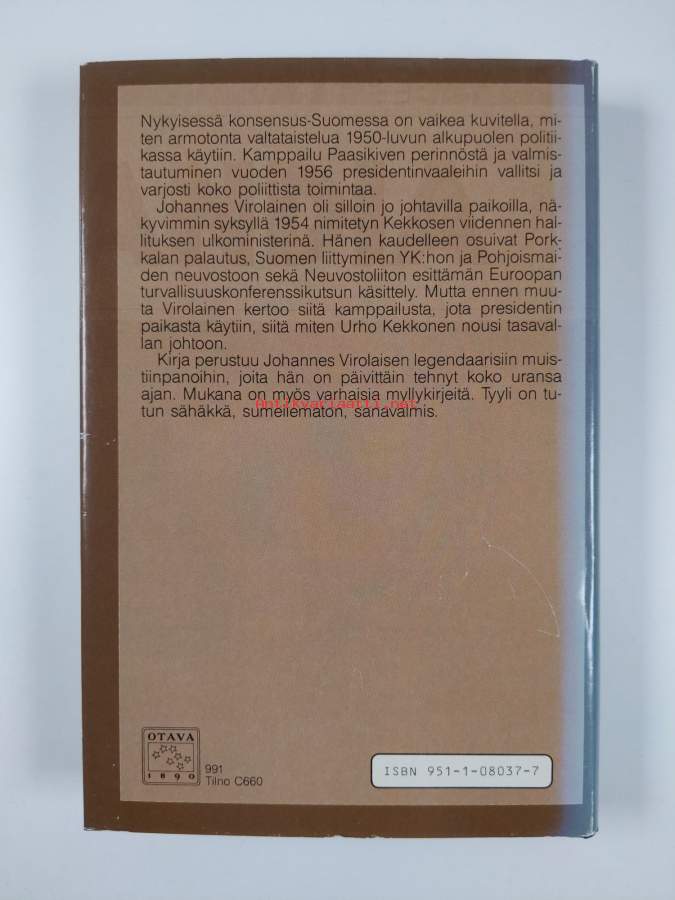 Nykyisessä konsensus-Suomessa on vaikea kuvitella, mi-
ten armotonta valtataistelua 1950-luvun alkupuolen politii-
kassa käytiin. Kamppailu Paasikiven perinnöstä ja valmis-
tautuminen vuoden 1956 presidentinvaaleihin vallitsi ja
varjosti koko poliittista toimintaa.
Johannes Virolainen oli silloin jo johtavilla paikoilla, nä-
kyvimmin syksyllä 1954 nimitetyn Kekkosen viidennen hal-
lituksen ulkoministerinä. Hänen kaudelleen osuivat Pork-
kalan palautus, Suomen liittyminen YK:hon ja Pohjoismai-
den neuvostoon sekä Neuvostoliiton esittämän Euroopan
turvallisuuskonferenssikutsun käsittely. Mutta ennen muu-
ta Virolainen kertoo siitä kamppailusta, jota presidentin
paikasta käytiin, siitä miten Urho Kekkonen nousi tasaval-
lan johtoon.
Kirja perustuu Johannes Virolaisen legendaarisiin muis-
tiinpanoihin, joita hän on päivittäin tehnyt koko uransa
ajan. Mukana on myös varhaisia myllykirjeitä. Tyyli on tu-
tun sähäkkä, sumeilematon, sanavalmis.
antikvariaatti.net
OTAVA
1890
991
Tilno C660
ISBN 951-1-08037-7